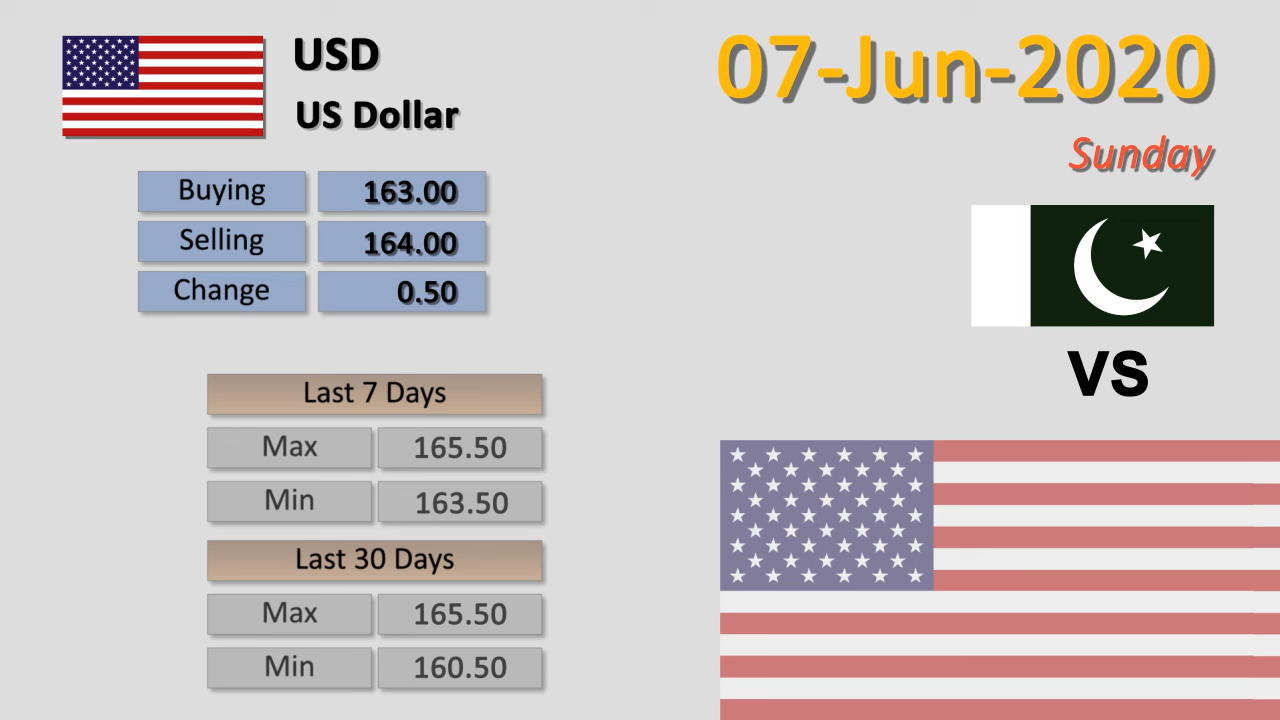 USD
US Dollar
07-Jun-2020
Sunday
Buying 163.00
Selling 164.00
Change 0.50
VS
Last 7 Days
Max 165.50
Min 163.50
Last 30 Days
Max 165.50
Min 160.50